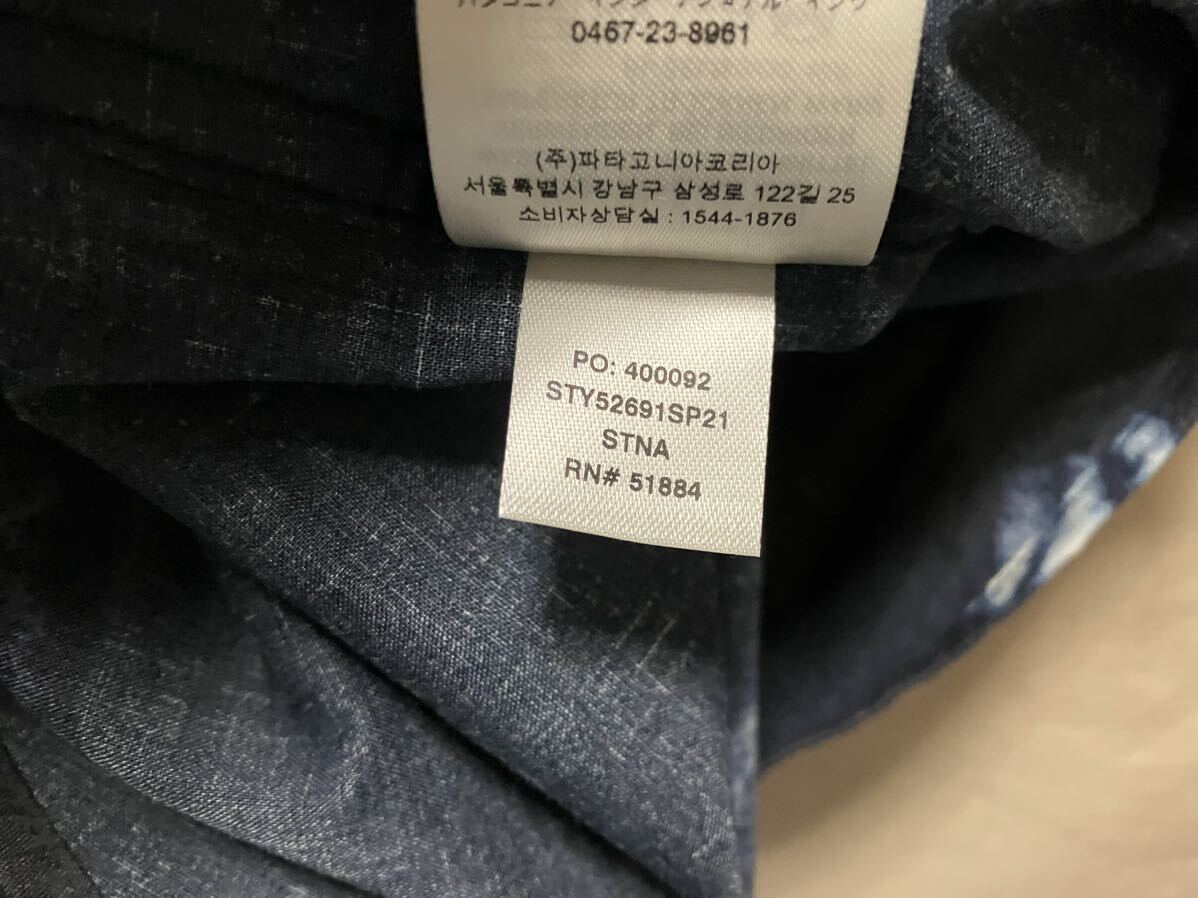 0467-23-8961
(주)파타고니아코리아
서울특별시 강남구 삼성로 122길 25
소비자상담실 : 1544-1876
PO: 400092
STY52691SP21
STNA
RN# 51884